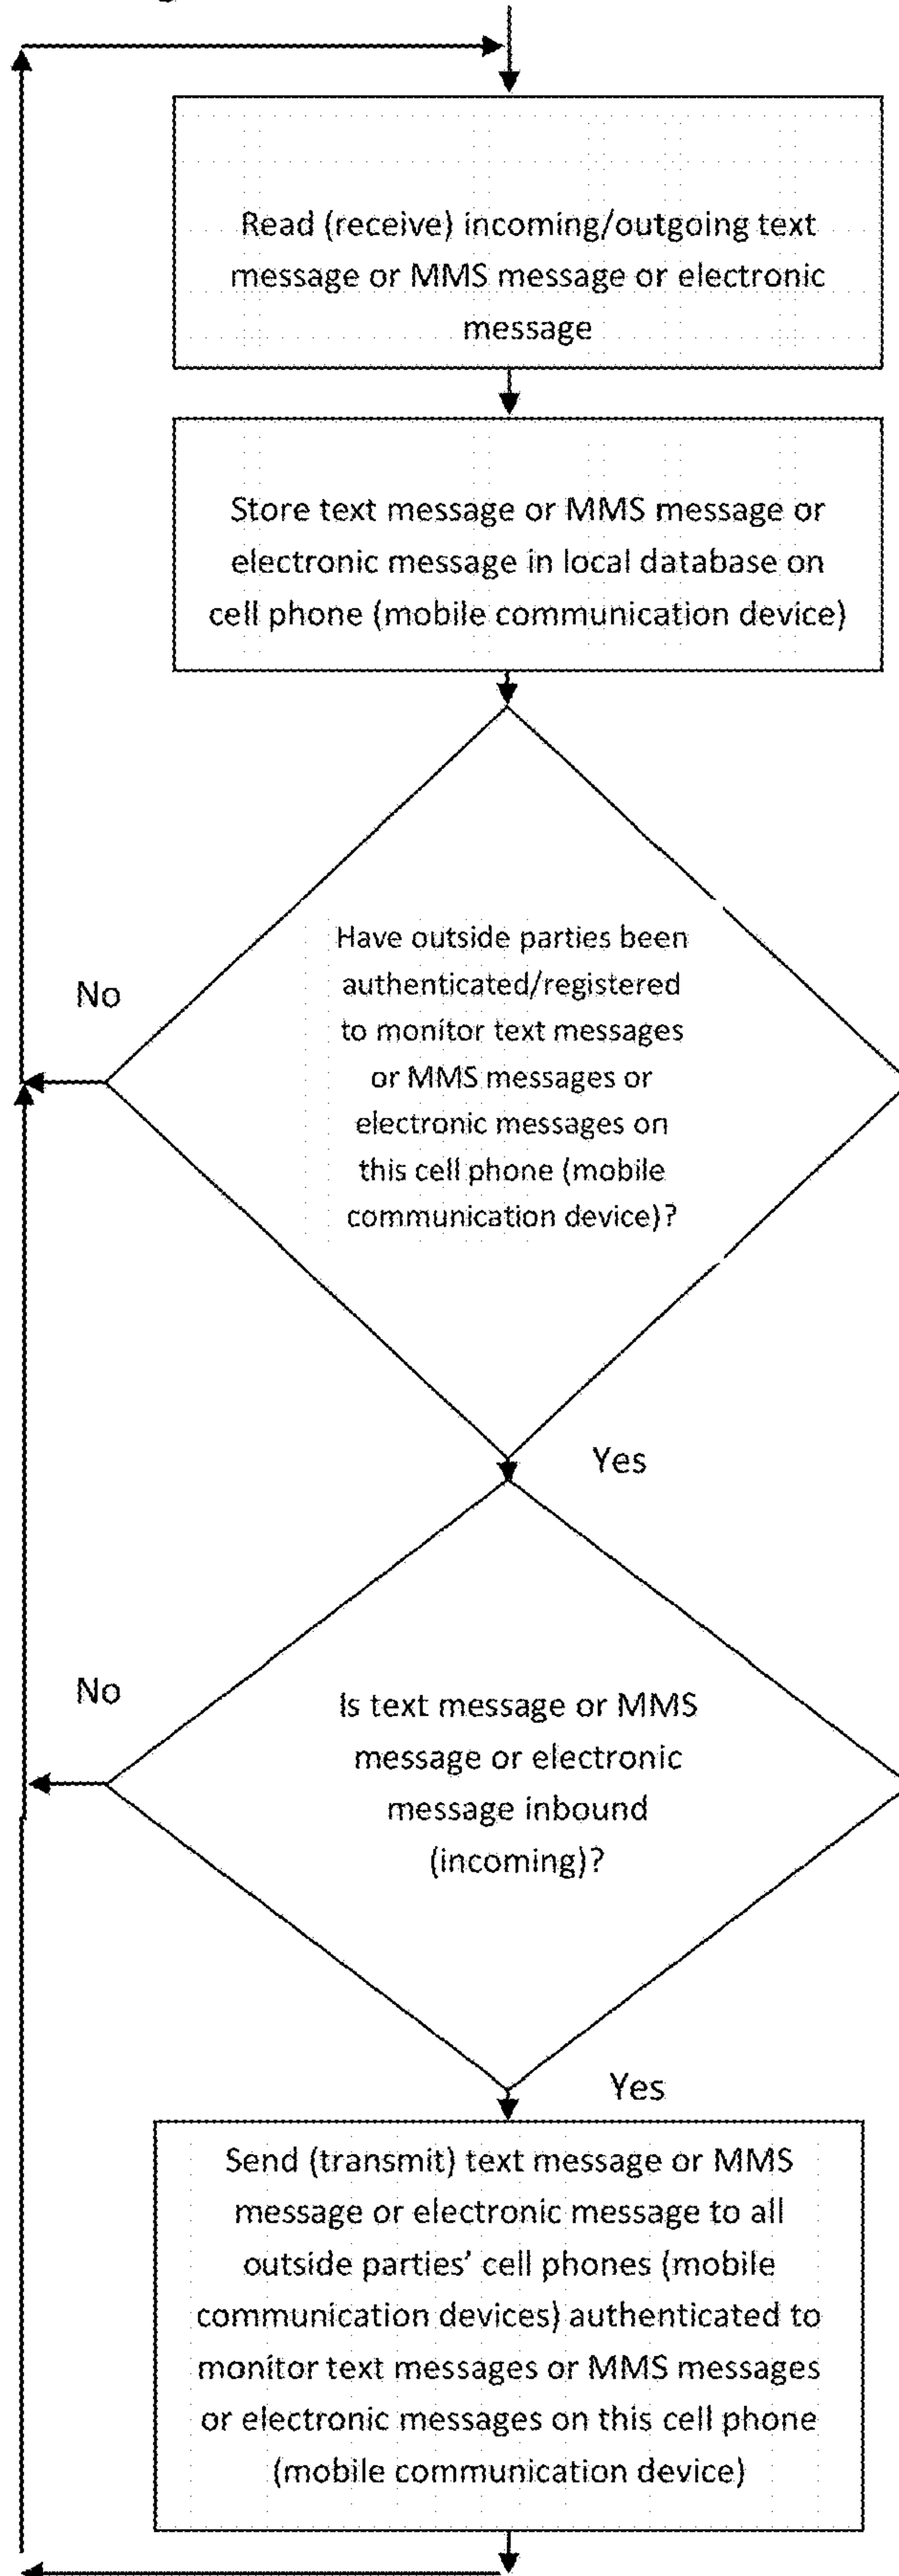 Read (receive) incoming/outgoing text
message or MMS message or electronic
message
Store text message or MMS message or
electronic message in local database on
cell phone (mobile communication device)
Have outside parties been
authenticated/registered
to monitor text messages
No
or MMS messages or
electronic messages on
this cell phone (mobile
communication device)?
Yes
No
Is text message or MMS
message or electronic
message inbound
(incoming)?
Yes
Send (transmit) text message or MMS
message or electronic message to all
outside parties' cell phones (mobile
communication devices) authenticated to
monitor text messages or MMS messages
or electronic messages on this cell phone
(mobile communication device)